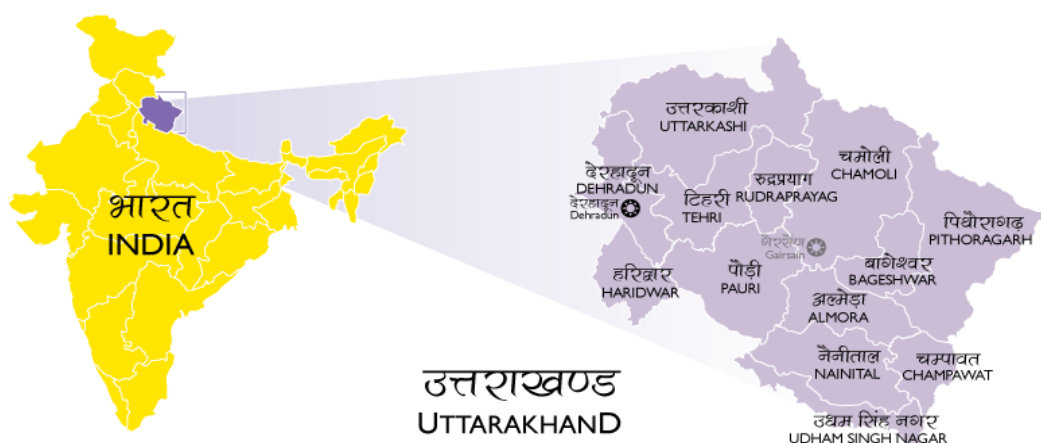 भारत
INDIA
उत्तराखण्ड
UTTARAKHAND
उत्तरकाशी
UTTARKASHI
चमोली
CHAMOLI
देहरादून
DEHRADUN
देहरादून
Dehradun
टिहरी
TEHRI
रुद्रप्रयाग
RUDRAPRAYAG
पिथौरागढ़
PITHORAGARH
गैरसैण
Gairsain
हरिद्वार
HARIDWAR
पौड़ी
PAURI
बागेश्वर
BAGESHWAR
अल्मोड़ा
ALMORA
नैनीताल
NAINITAL
चम्पावत
CHAMPAWAT
उधम सिंह नगर
UDHAM SINGH NAGAR